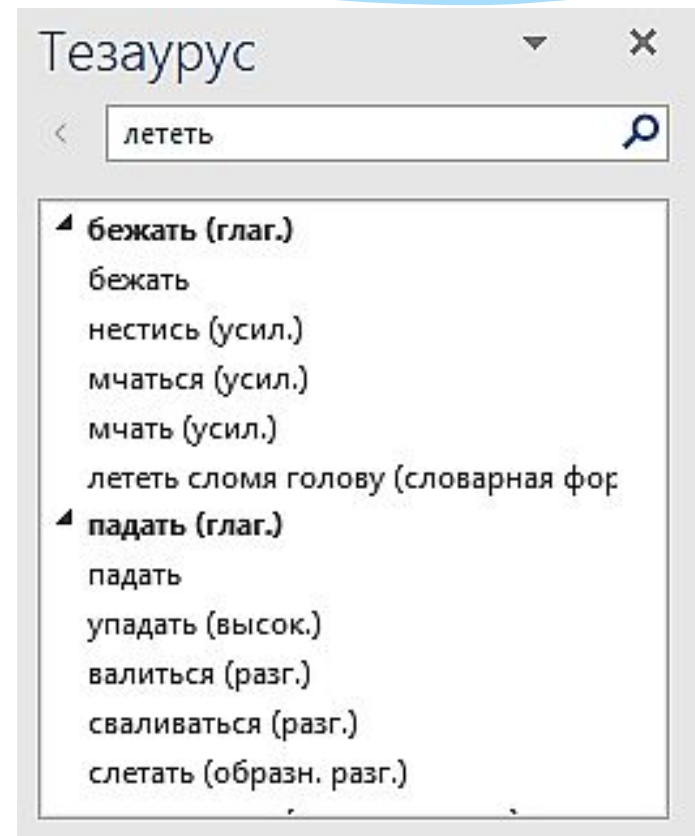 Тезаурус
лететь
бежать (глаг.)
бежать
нестись (усил.)
мчаться (усил.)
мчать (усил.)
лететь сломя голову (словарная фор
падать (глаг.)
падать
упадать (высок.)
валиться (разг.)
сваливаться (разг.)
слетать (образн. разг.)